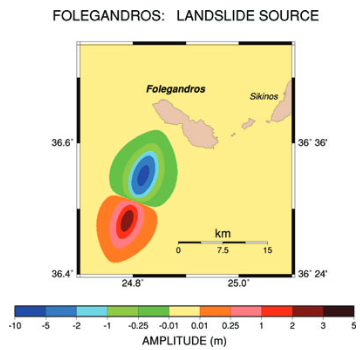 FOLEGANDROS: LANDSLIDE SOURCE
Folegandros
Sikinos
36.6
36° 36'
km
0 7.5 15
36.4
36° 24'
24.8
25.0
-10 -5 -2 -1 -0.25 -0.01 0.01 0.25 1 2 3 5
AMPLITUDE (m)